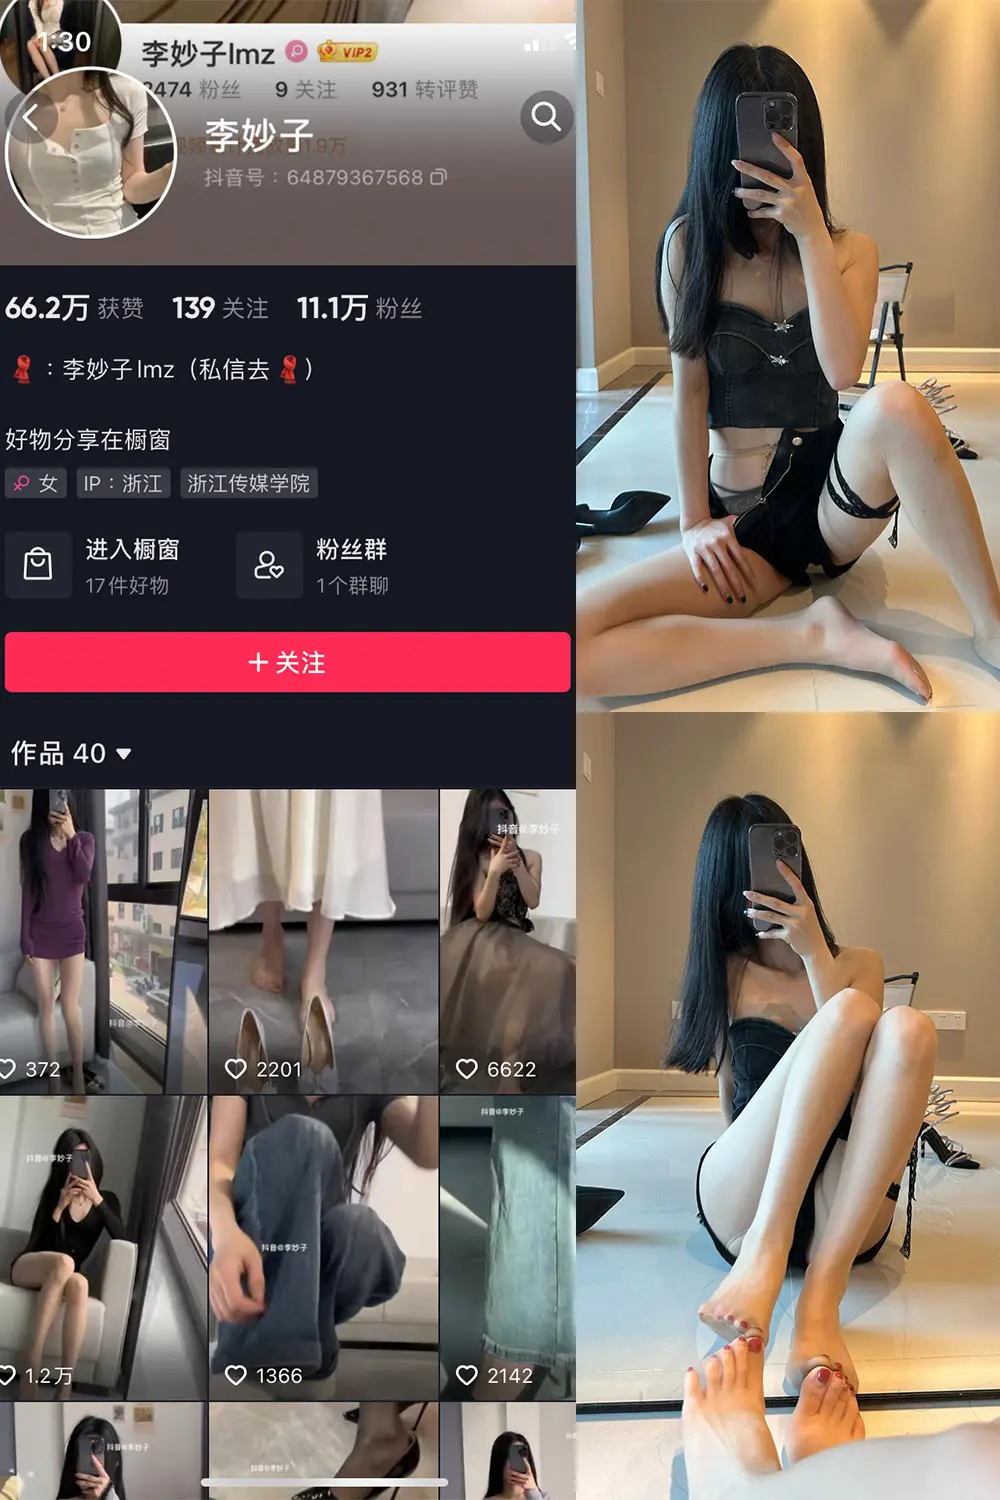 1:30
李妙子lmz VIP2
2474 粉丝 9 关注 931 转评赞
李妙子
抖音号：64879367568
66.2万 获赞 139 关注 11.1万 粉丝
：李妙子lmz（私信去 ）
好物分享在橱窗
女 IP：浙江 浙江传媒学院
进入橱窗
17件好物
粉丝群
1个群聊
+ 关注
作品 40
抖音@李妙子
抖音@李妙子
372
2201
6622
抖音@李妙子
抖音@李妙子
抖音@李妙子
1.2万
1366
2142
抖音@李妙子
抖音@李妙子